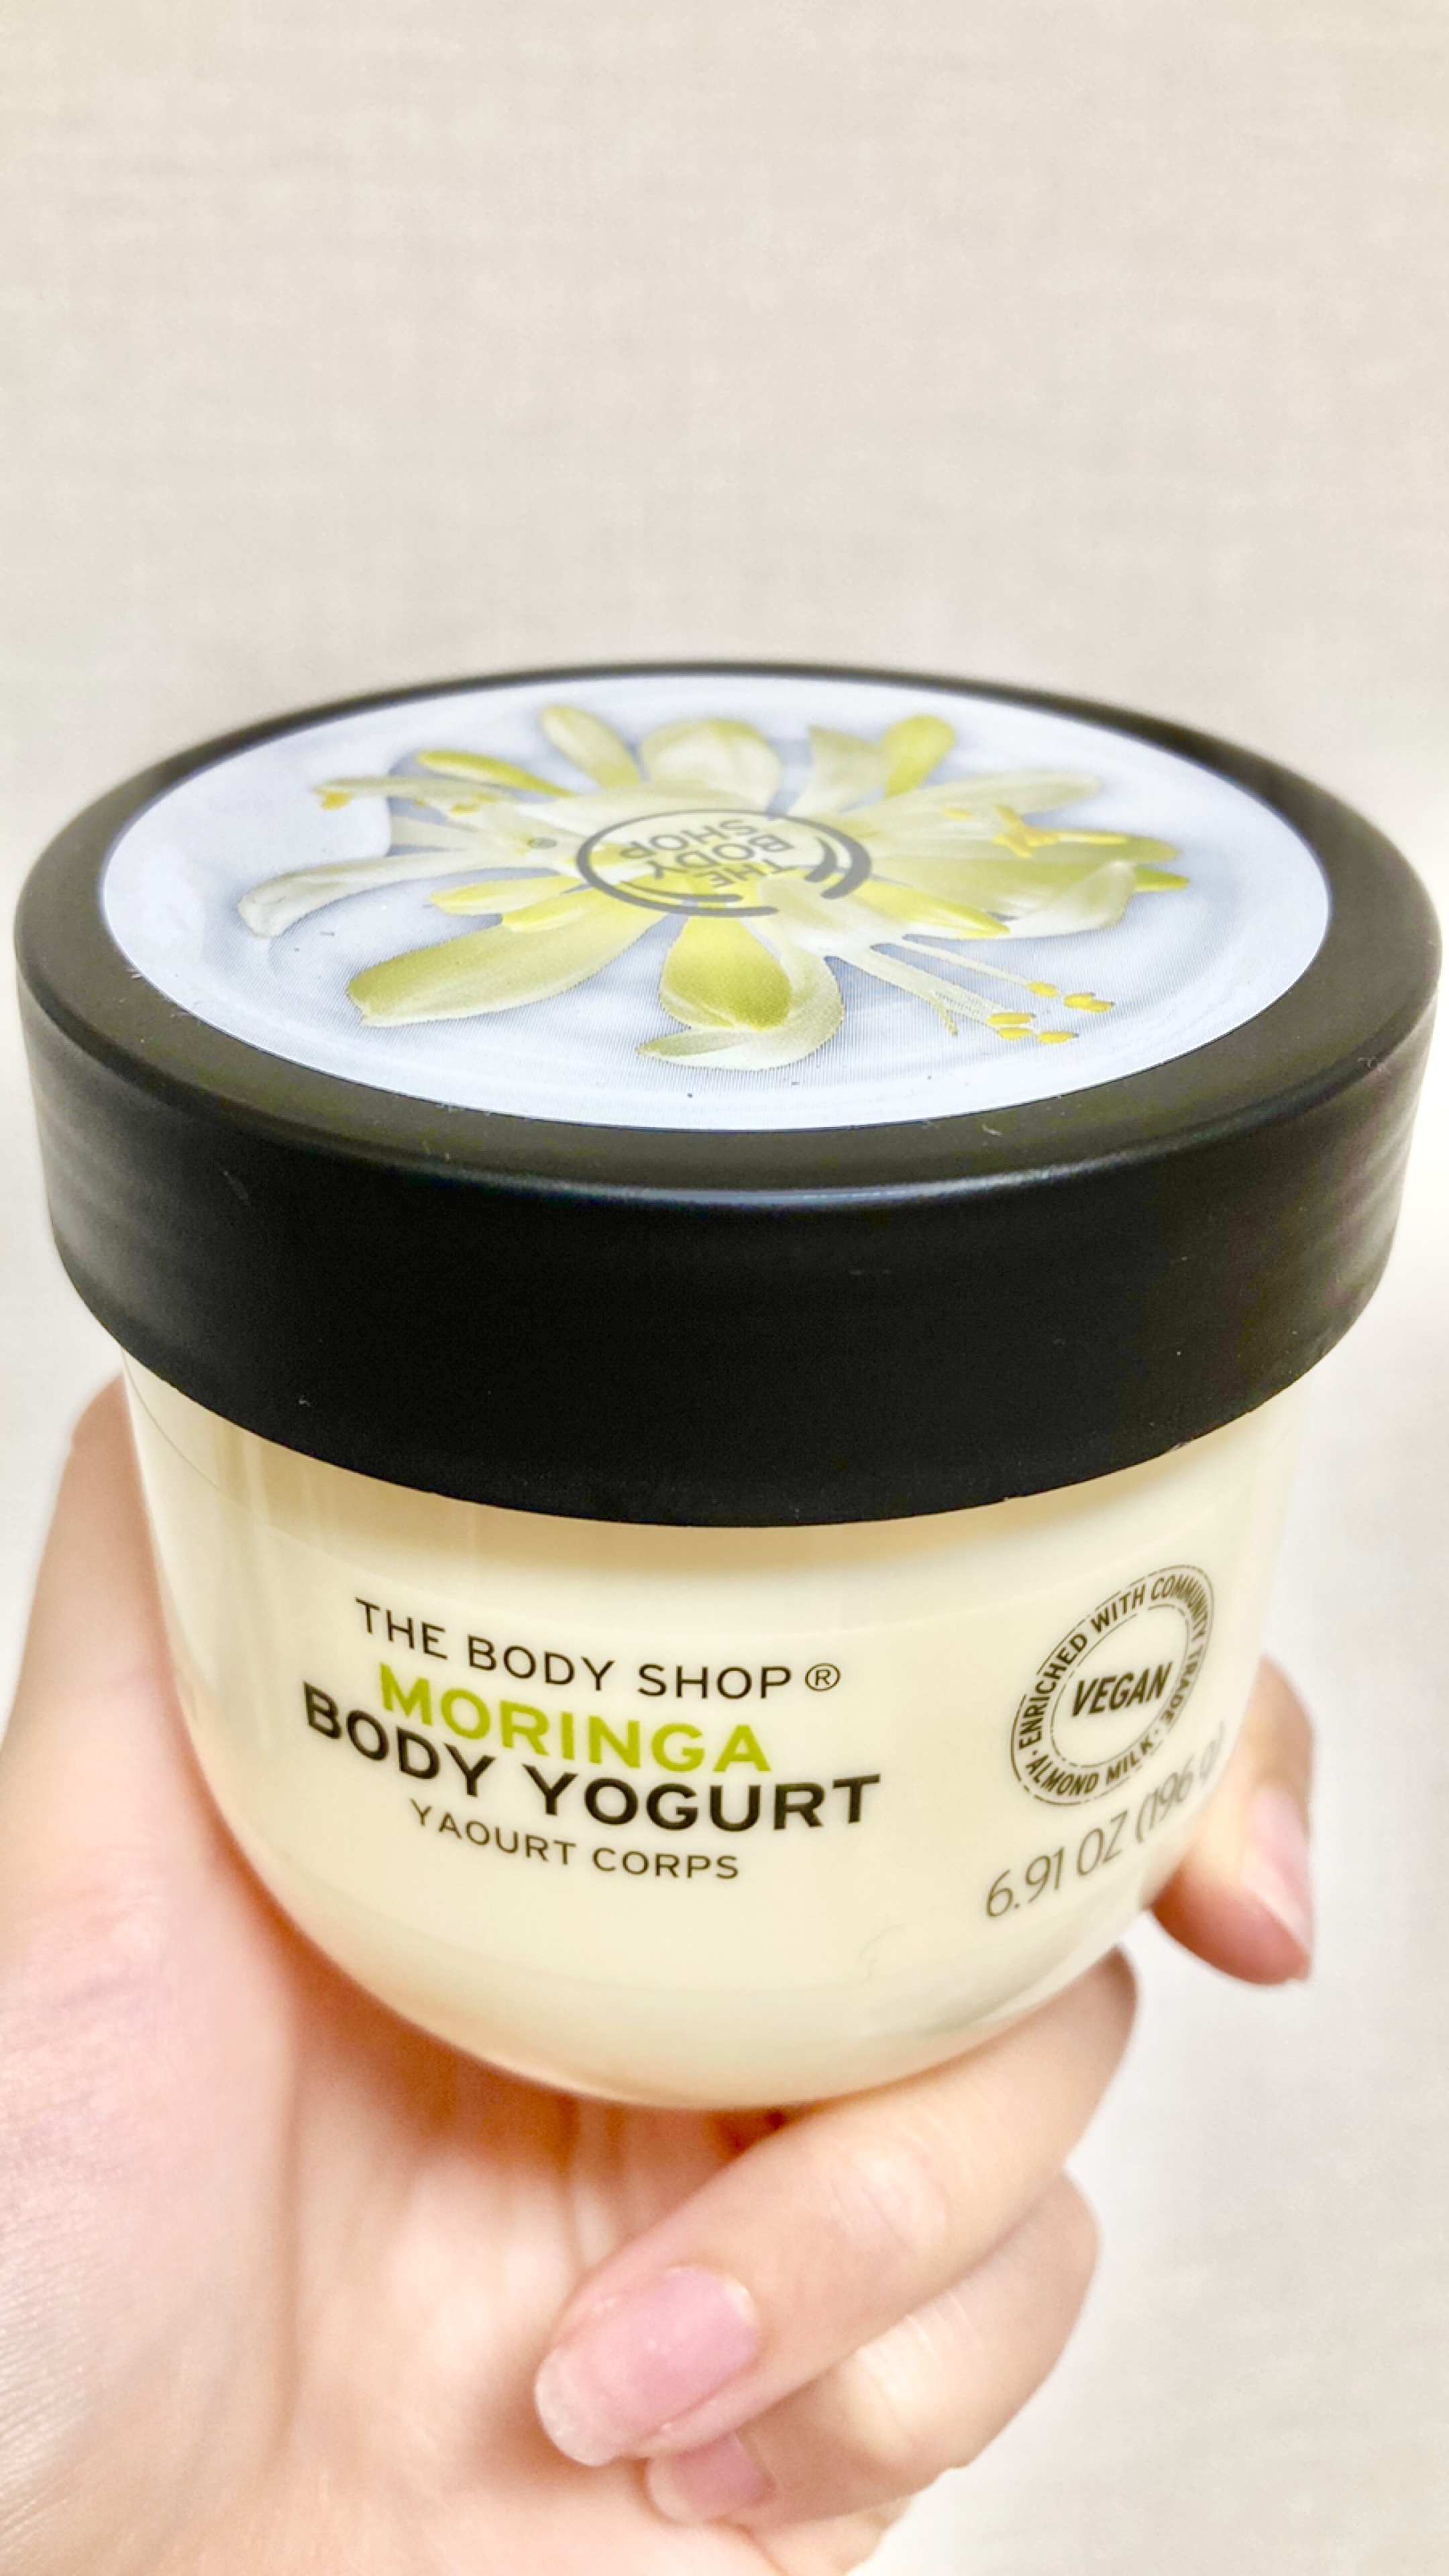 THE
BODY
SHOP
®
THE BODY SHOP®
MORINGA
BODY YOGURT
YAOURT CORPS
· ENRICHED WITH COMMUNITY TRADE · ALMOND MILK
VEGAN
6.91 OZ (196 g)